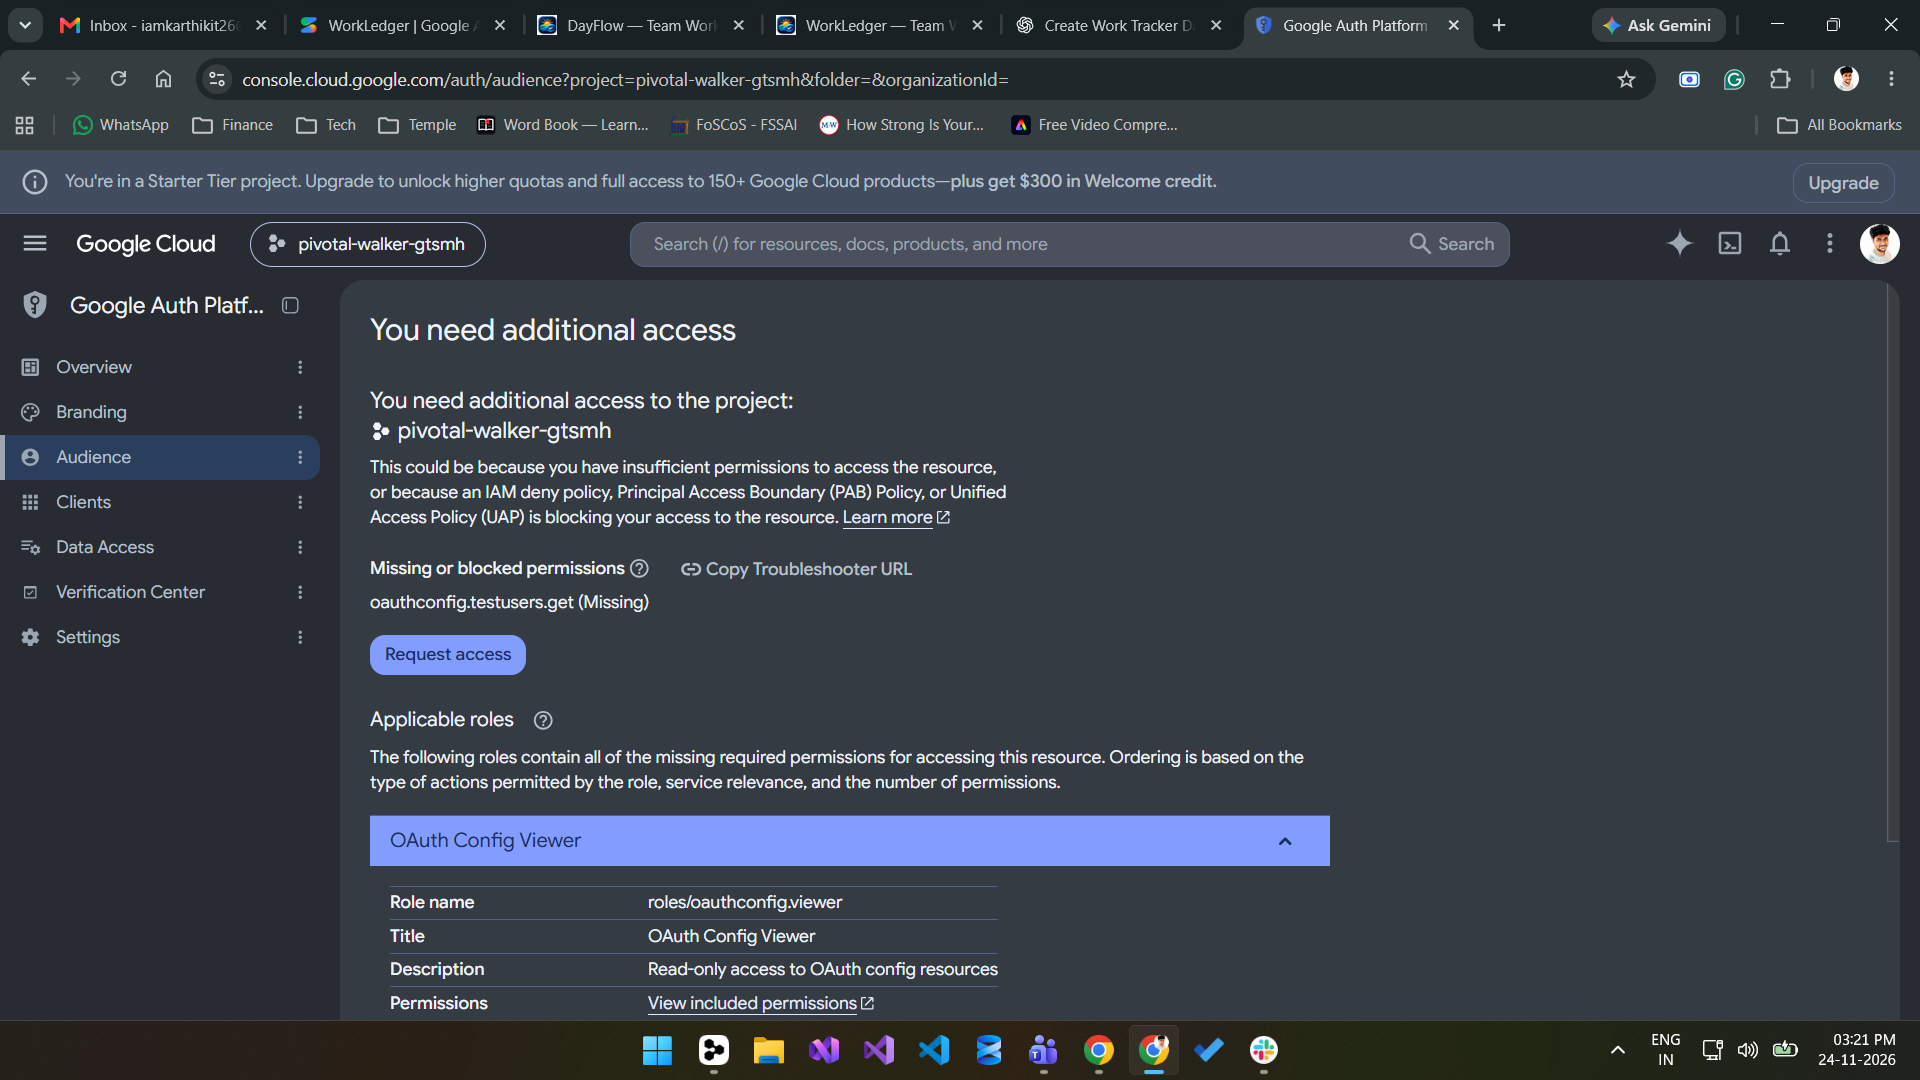 Inbox - iamkarthikit26
WorkLedger | Google A
DayFlow — Team Work
WorkLedger — Team W
Create Work Tracker D
Google Auth Platform
Ask Gemini
console.cloud.google.com/auth/audience?project=pivotal-walker-gtsmh&folder=&organizationId=
WhatsApp
Finance
Tech
Temple
Word Book — Learn...
FoSCoS - FSSAI
M-W
How Strong Is Your...
Free Video Compre...
All Bookmarks
You're in a Starter Tier project. Upgrade to unlock higher quotas and full access to 150+ Google Cloud products—plus get $300 in Welcome credit.
Upgrade
Google Cloud
pivotal-walker-gtsmh
Search (/) for resources, docs, products, and more
Search
Google Auth Platf...
Overview
Branding
Audience
Clients
Data Access
Verification Center
Settings
You need additional access
You need additional access to the project:
pivotal-walker-gtsmh
This could be because you have insufficient permissions to access the resource,
or because an IAM deny policy, Principal Access Boundary (PAB) Policy, or Unified
Access Policy (UAP) is blocking your access to the resource. Learn more
Missing or blocked permissions
Copy Troubleshooter URL
oauthconfig.testusers.get (Missing)
Request access
Applicable roles
The following roles contain all of the missing required permissions for accessing this resource. Ordering is based on the
type of actions permitted by the role, service relevance, and the number of permissions.
OAuth Config Viewer
Role name roles/oauthconfig.viewer
Title OAuth Config Viewer
Description Read-only access to OAuth config resources
Permissions View included permissions
ENG
IN
03:21 PM
24-11-2026